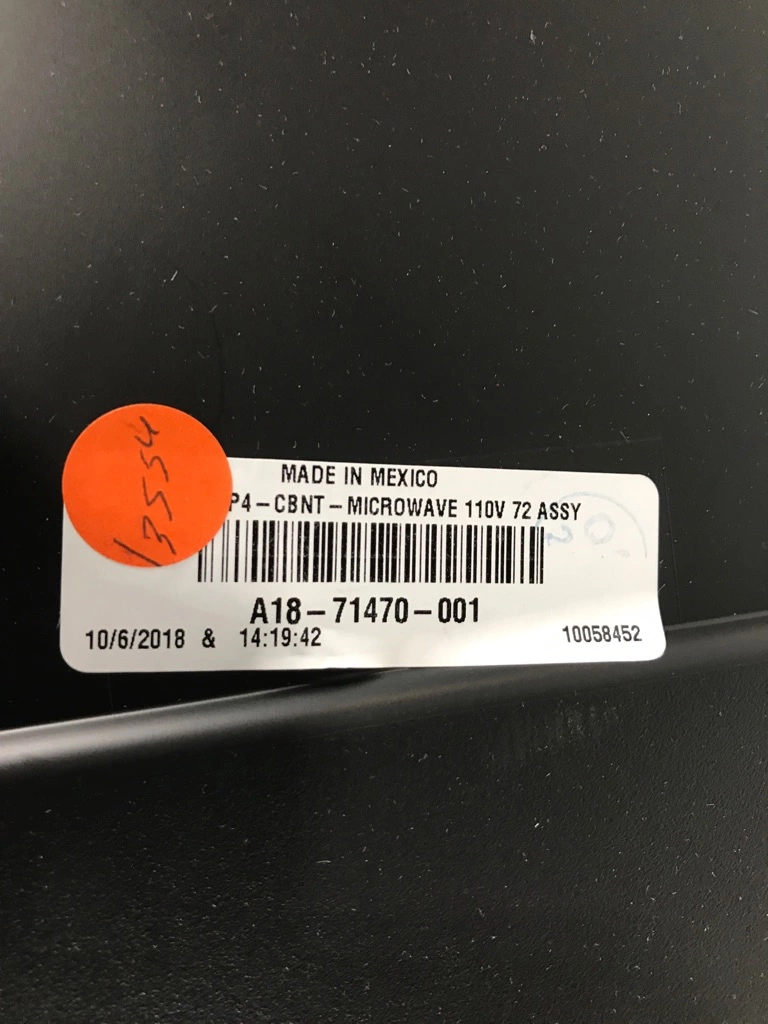 MADE IN MEXICO
P4-CBNT-MICROWAVE 110V 72 ASSY
A18-71470-001
10/6/2018 & 14:19:42
10058452